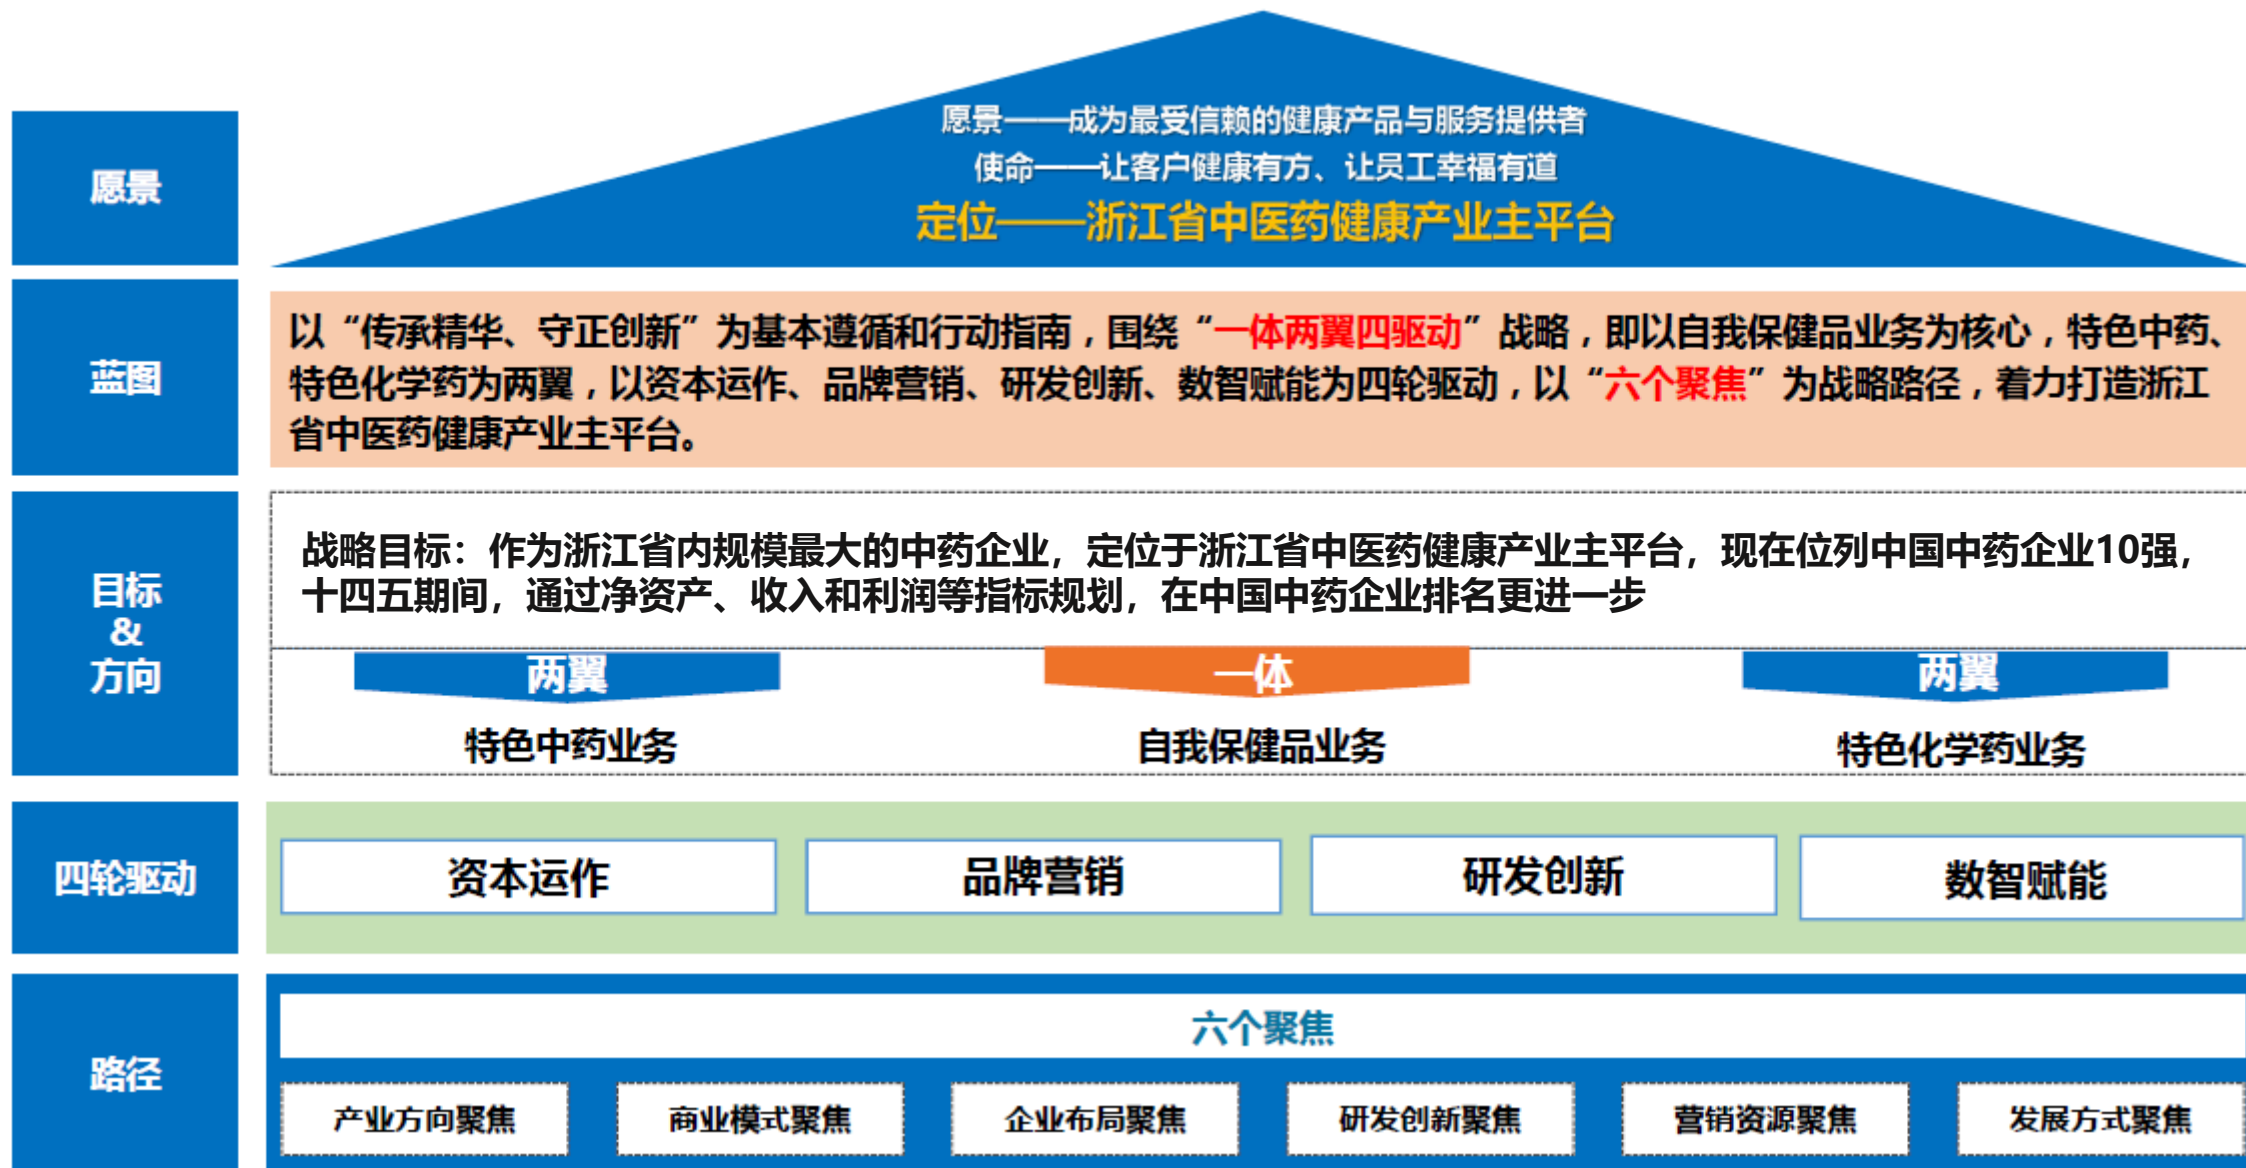 愿景——成为最受信赖的健康产品与服务提供者
使命——让客户健康有方、让员工幸福有道
定位——浙江省中医药健康产业主平台
愿景
蓝图
以“传承精华、守正创新”为基本遵循和行动指南，围绕“一体两翼四驱动”战略，即以自我保健品业务为核心，特色中药、
特色化学药为两翼，以资本运作、品牌营销、研发创新、数智赋能为四轮驱动，以“六个聚焦”为战略路径，着力打造浙江
省中医药健康产业主平台。
目标
&
方向
战略目标：作为浙江省内规模最大的中药企业，定位于浙江省中医药健康产业主平台，现在位列中国中药企业10强，
十四五期间，通过净资产、收入和利润等指标规划，在中国中药企业排名更进一步
两翼
一体
两翼
特色中药业务
自我保健品业务
特色化学药业务
四轮驱动
资本运作
品牌营销
研发创新
数智赋能
路径
六个聚焦
产业方向聚焦
商业模式聚焦
企业布局聚焦
研发创新聚焦
营销资源聚焦
发展方式聚焦